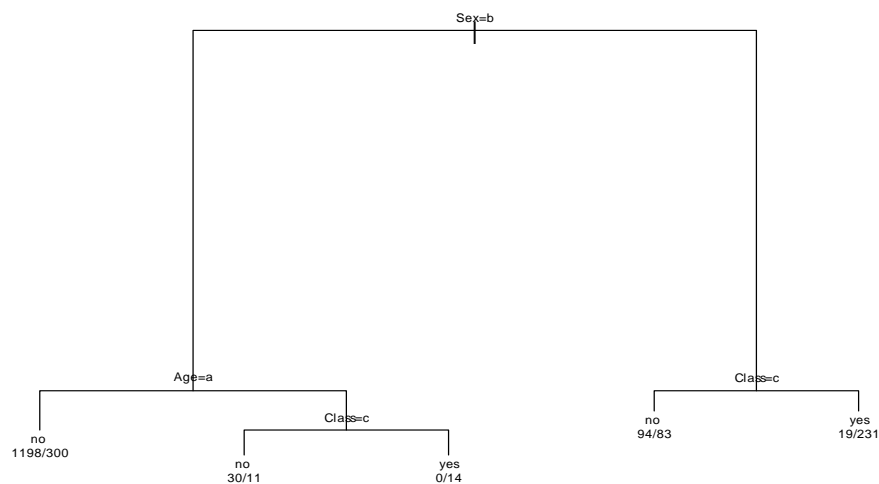 Sex=b
Age=a
Class=c
no
1198/300
Class=c
no
30/11
yes
0/14
no
94/83
yes
19/231